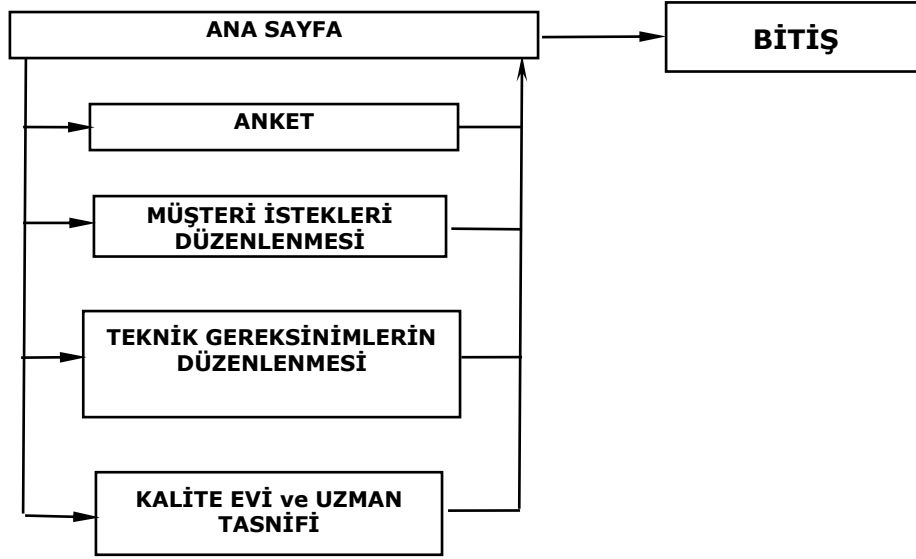 ANA SAYFA
BİTİŞ
ANKET
MÜŞTERİ İSTEKLERİ
DÜZENLENMESİ
TEKNİK GEREKSİNİMLERİN
DÜZENLENMESİ
KALİTE EVİ ve UZMAN
TASNİFİ